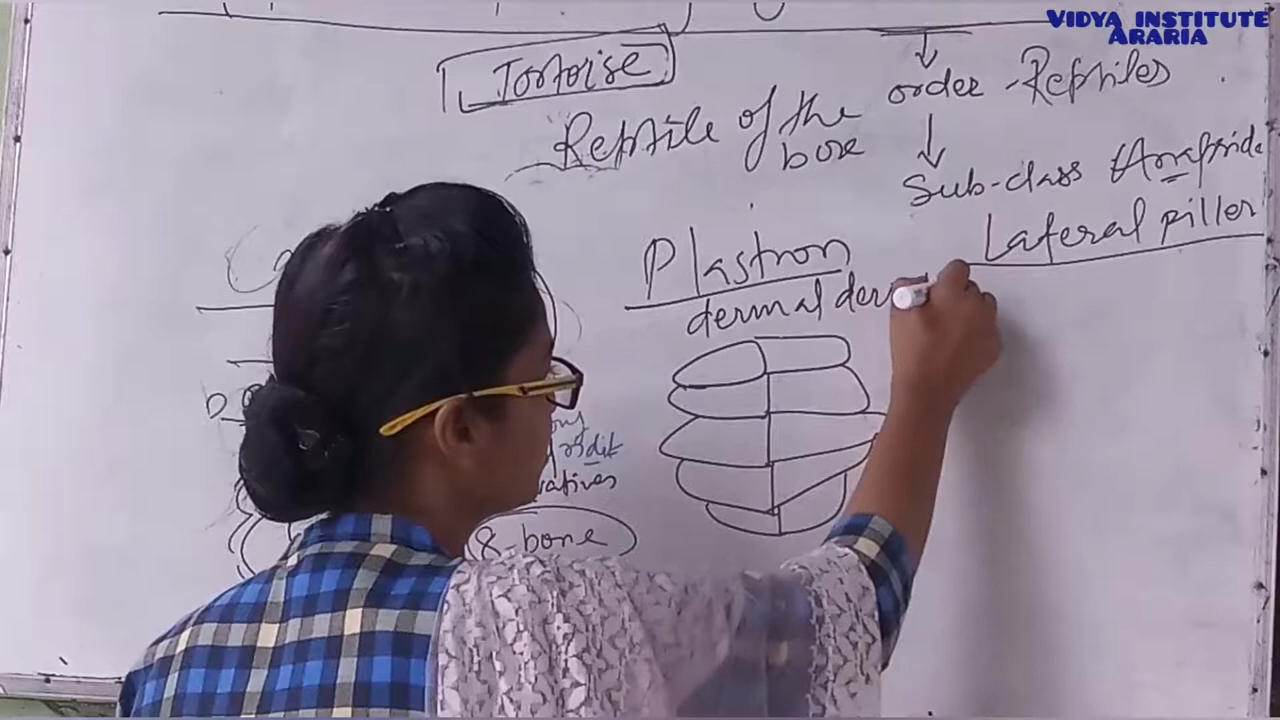 VIDYA INSTITUTE
ARARIA
Tortoise
Reptile of the
box
order - Reptiles
Sub-class Anapside
Lateral piller
Plastron
dermal der
8 bone